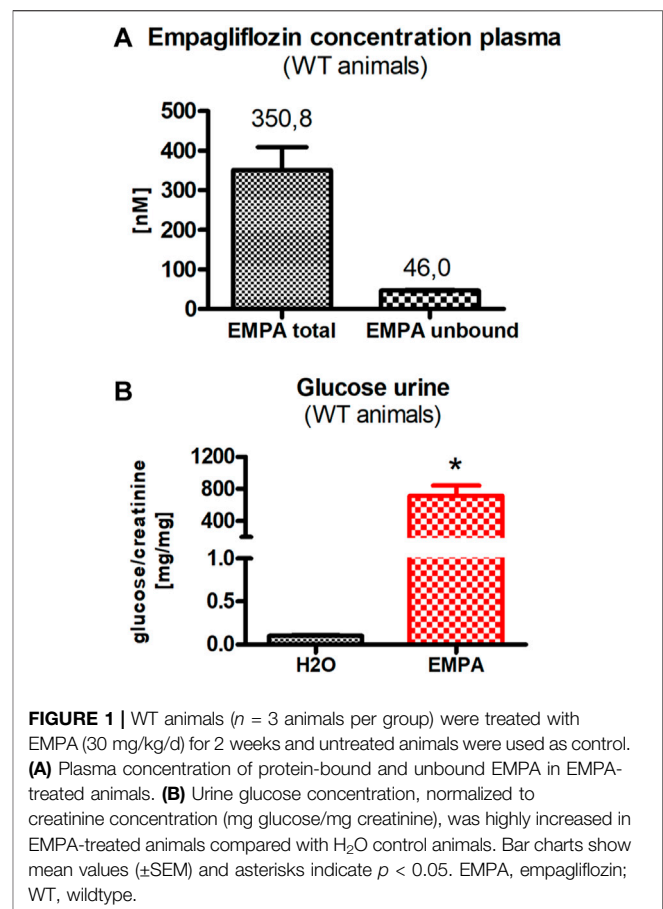 A Empagliflozin concentration plasma
(WT animals)
500
400
300
200
100
0
[nM]
350,8
46,0
EMPA total EMPA unbound
B Glucose urine
(WT animals)
glucose/creatinine
[mg/mg]
1200
800
400
1.0
0.5
0.0
*
H2O EMPA
FIGURE 1 | WT animals (n = 3 animals per group) were treated with
EMPA (30 mg/kg/d) for 2 weeks and untreated animals were used as control.
(A) Plasma concentration of protein-bound and unbound EMPA in EMPA-
treated animals. (B) Urine glucose concentration, normalized to
creatinine concentration (mg glucose/mg creatinine), was highly increased in
EMPA-treated animals compared with H₂O control animals. Bar charts show
mean values (±SEM) and asterisks indicate p < 0.05. EMPA, empagliflozin;
WT, wildtype.